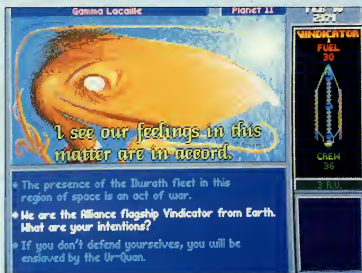 Gamma Lacaille
Planet II
VINDICATOR
FUEL
30
I see our feelings in this
matter are in accord.
CREW
36
3 R.U.
The presence of the Ilwrath fleet in this
region of space is an act of war.
We are the Alliance flagship Vindicator from Earth.
What are your intentions?
If you don't defend yourselves, you will be
enslaved by the Ur-Quan.